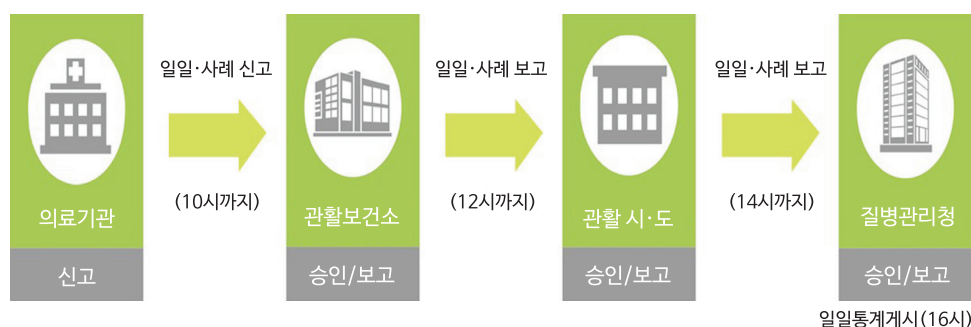 일일·사례 신고
일일·사례 보고
일일·사례 보고
(10시까지)
(12시까지)
(14시까지)
의료기관
관할보건소
관할 시·도
질병관리청
신고
승인/보고
승인/보고
승인/보고
일일통계게시(16시)